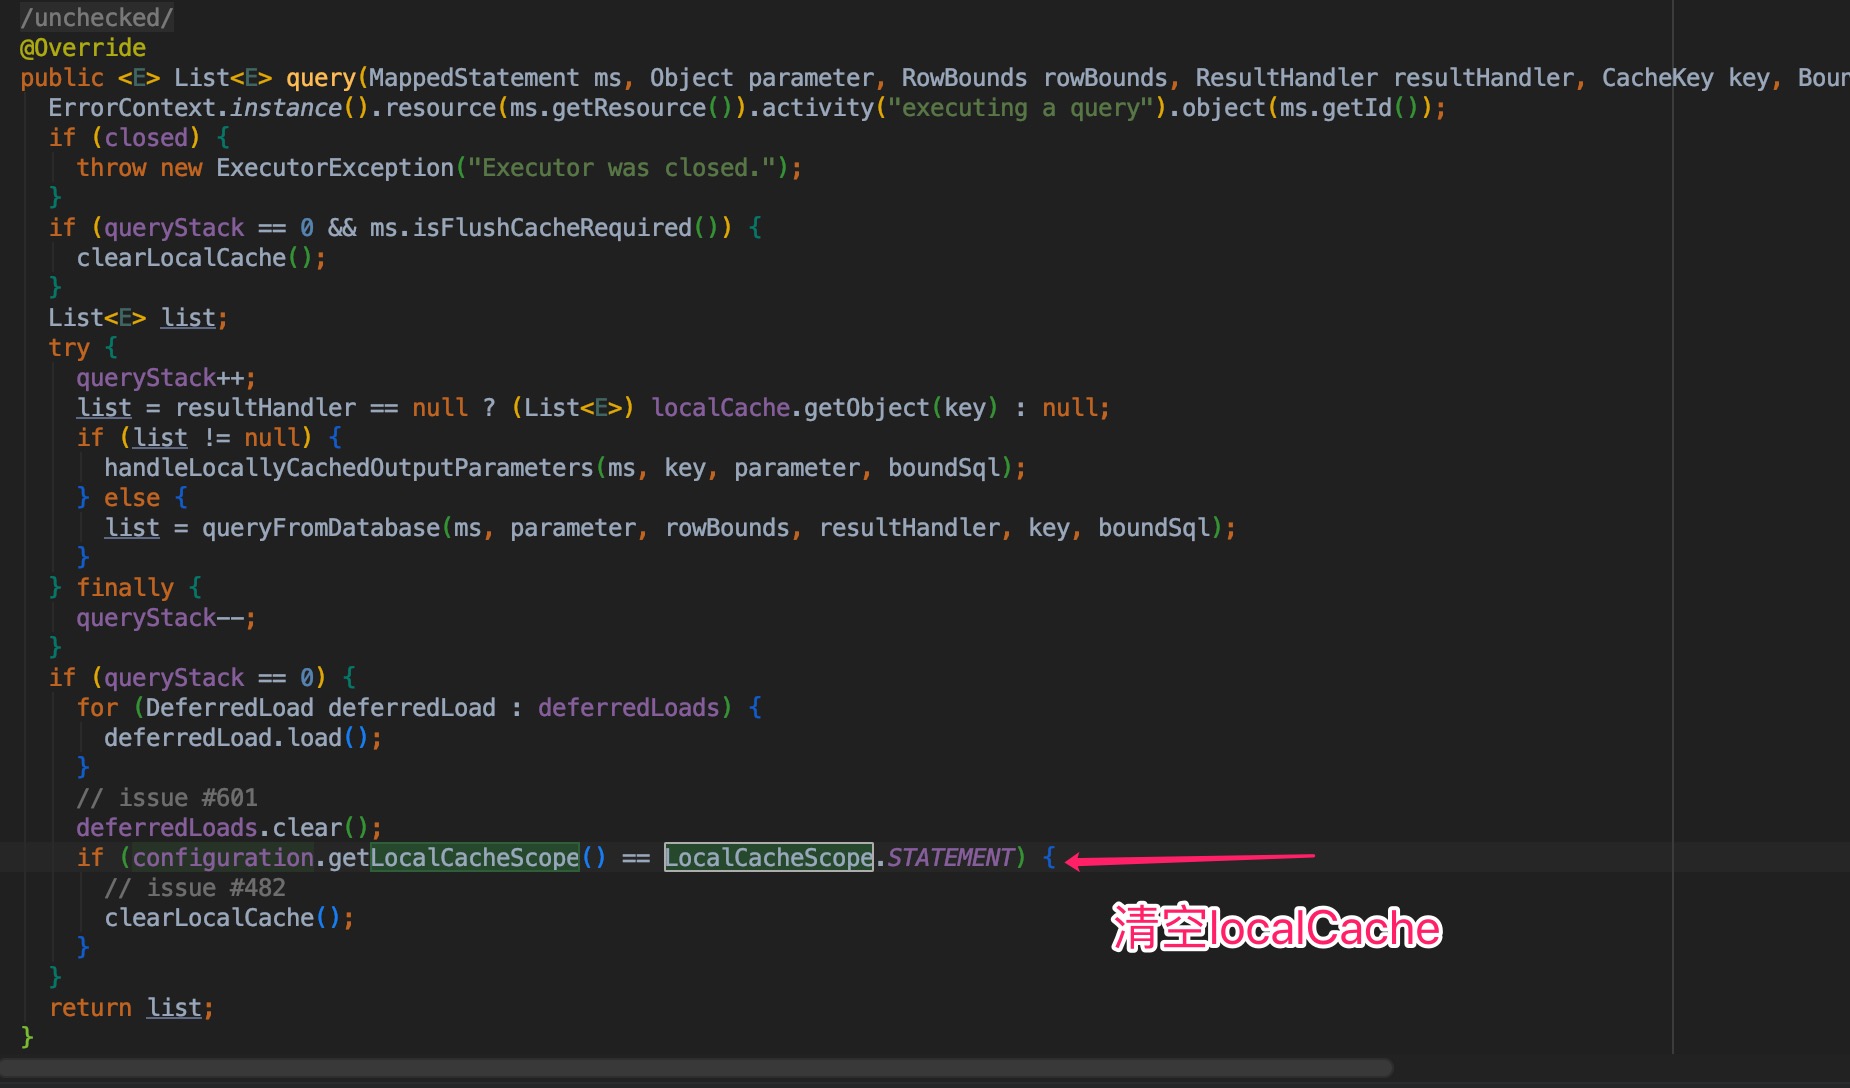 /unchecked/
@Override
public <E> List<E> query(MappedStatement ms, Object parameter, RowBounds rowBounds, ResultHandler resultHandler, CacheKey key, Boun
ErrorContext.instance().resource(ms.getResource()).activity("executing a query").object(ms.getId());
if (closed) {
throw new ExecutorException("Executor was closed.");
}
if (queryStack == 0 && ms.isFlushCacheRequired()) {
clearLocalCache();
}
List<E> list;
try {
queryStack++;
list = resultHandler == null ? (List<E>) localCache.getObject(key) : null;
if (list != null) {
handleLocallyCachedOutputParameters(ms, key, parameter, boundSql);
} else {
list = queryFromDatabase(ms, parameter, rowBounds, resultHandler, key, boundSql);
}
} finally {
queryStack--;
}
if (queryStack == 0) {
for (DeferredLoad deferredLoad : deferredLoads) {
deferredLoad.load();
}
// issue #601
deferredLoads.clear();
if (configuration.getLocalCacheScope() == LocalCacheScope.STATEMENT) {
// issue #482
clearLocalCache();
清空localCache
}
}
return list;
}